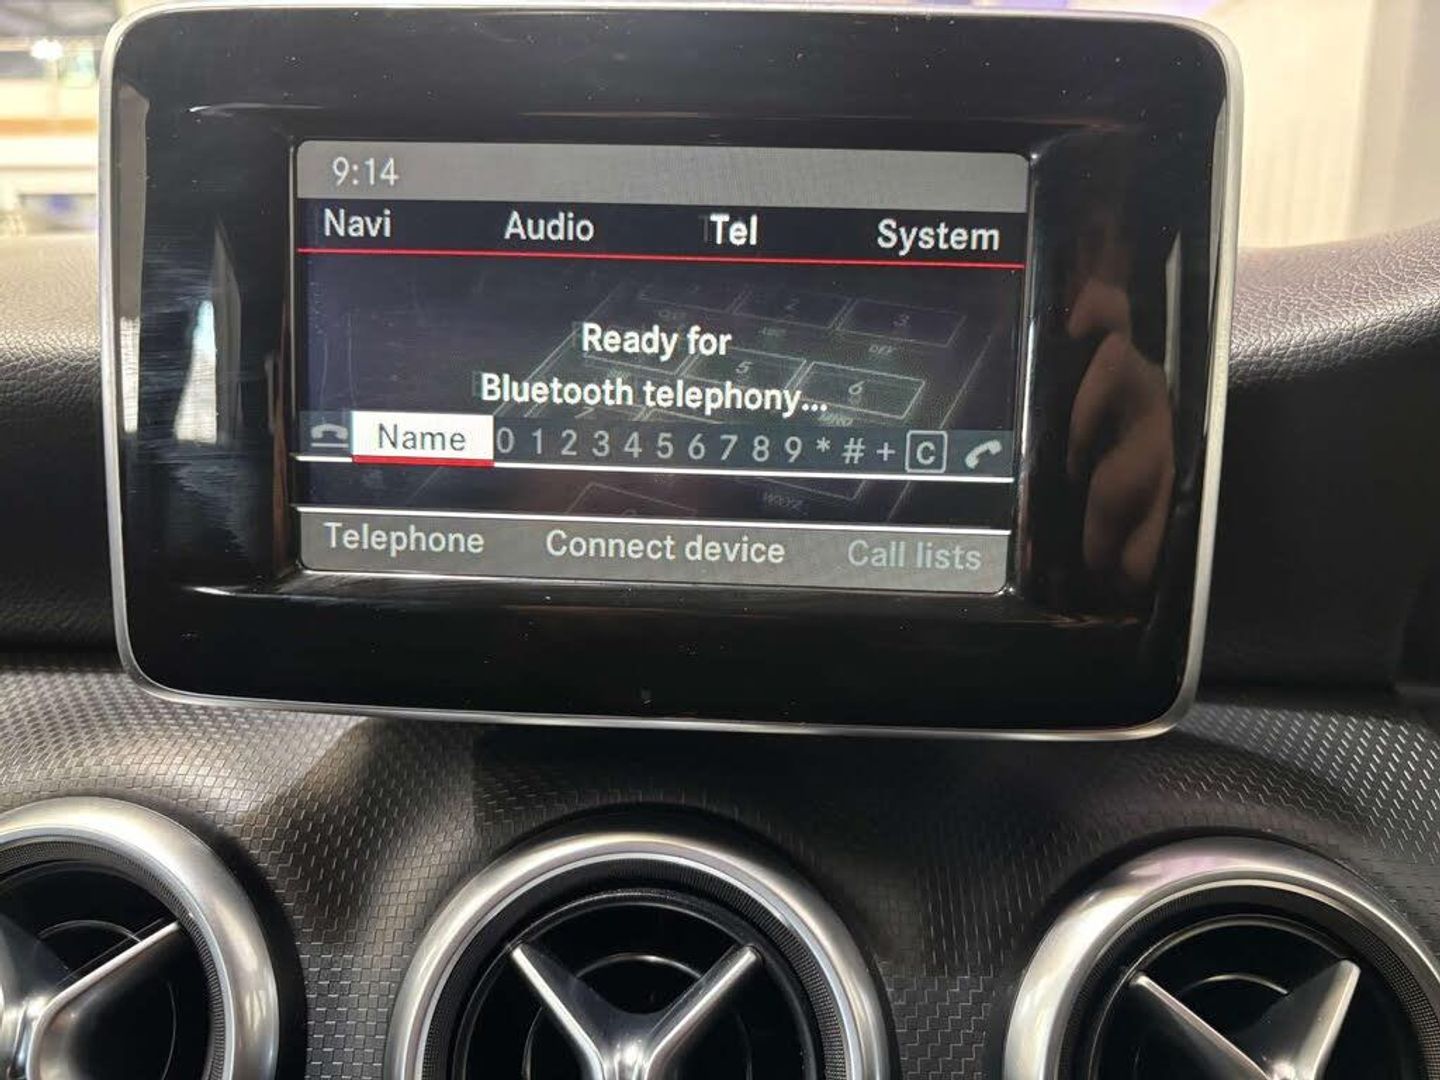 9:14
Navi Audio Tel System
Ready for
Bluetooth telephony...
Name 0 1 2 3 4 5 6 7 8 9 * # + C
Telephone Connect device Call lists